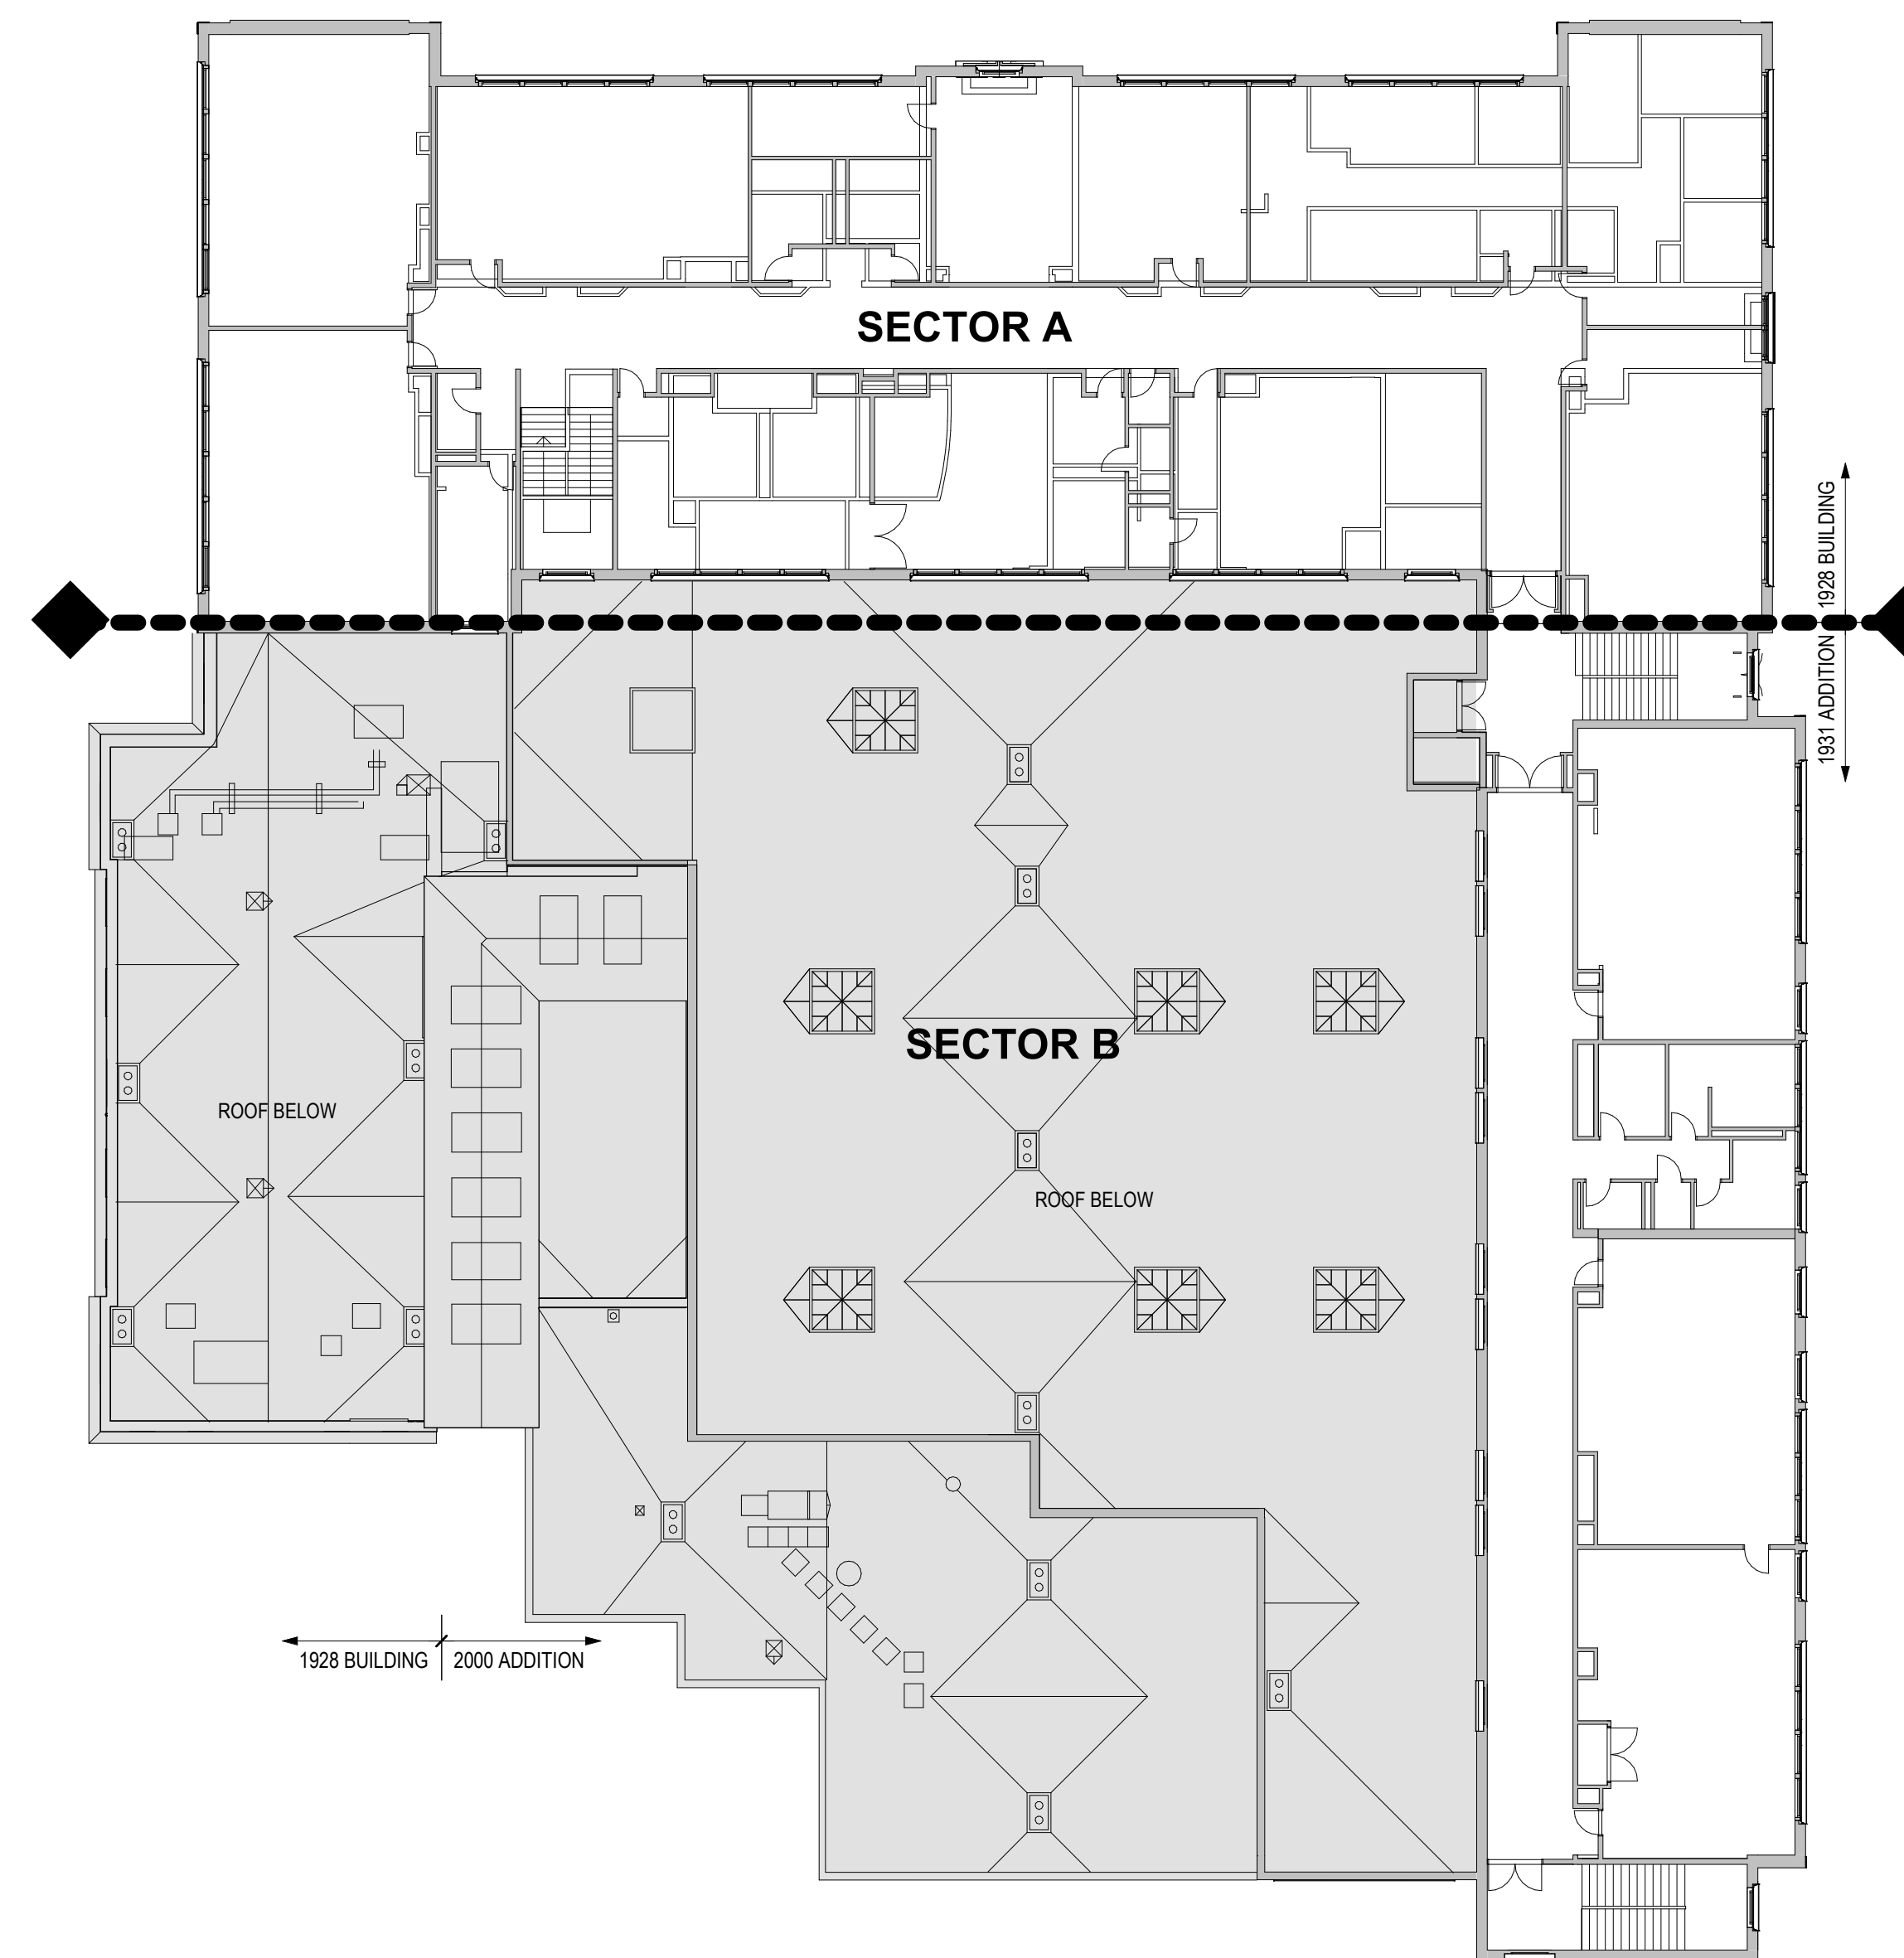 SECTOR A
1928 BUILDING
1931 ADDITION
SECTOR B
ROOF BELOW
ROOF BELOW
1928 BUILDING
2000 ADDITION